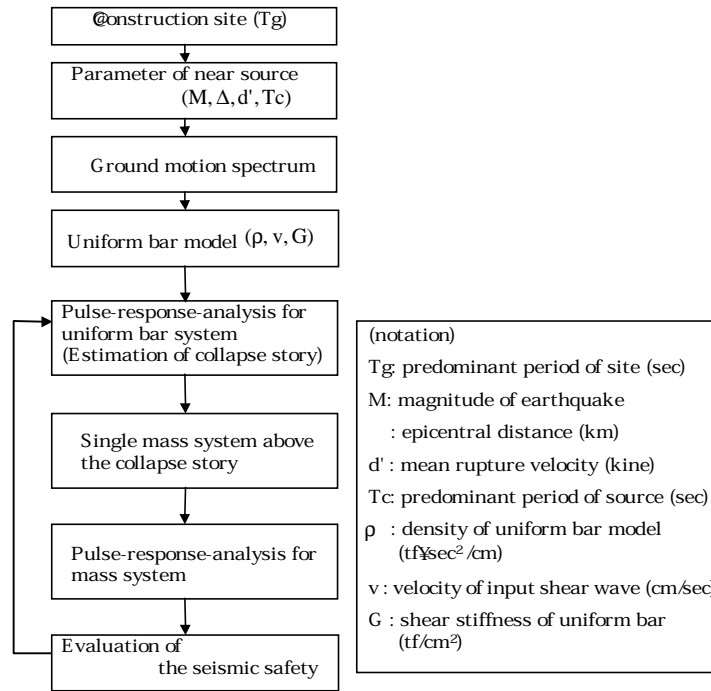 @onstruction site (Tg)
Parameter of near source
(M, Δ, d', Tc)
Ground motion spectrum
Uniform bar model (ρ, v, G)
Pulse-response-analysis for
uniform bar system
(Estimation of collapse story)
Single mass system above
the collapse story
Pulse-response-analysis for
mass system
Evaluation of
the seismic safety
(notation)
Tg: predominant period of site (sec)
M: magnitude of earthquake
: epicentral distance (km)
d' : mean rupture velocity (kine)
Tc: predominant period of source (sec)
ρ : density of uniform bar model
(tf¥sec²/cm)
v : velocity of input shear wave (cm/sec)
G : shear stiffness of uniform bar
(tf/cm²)